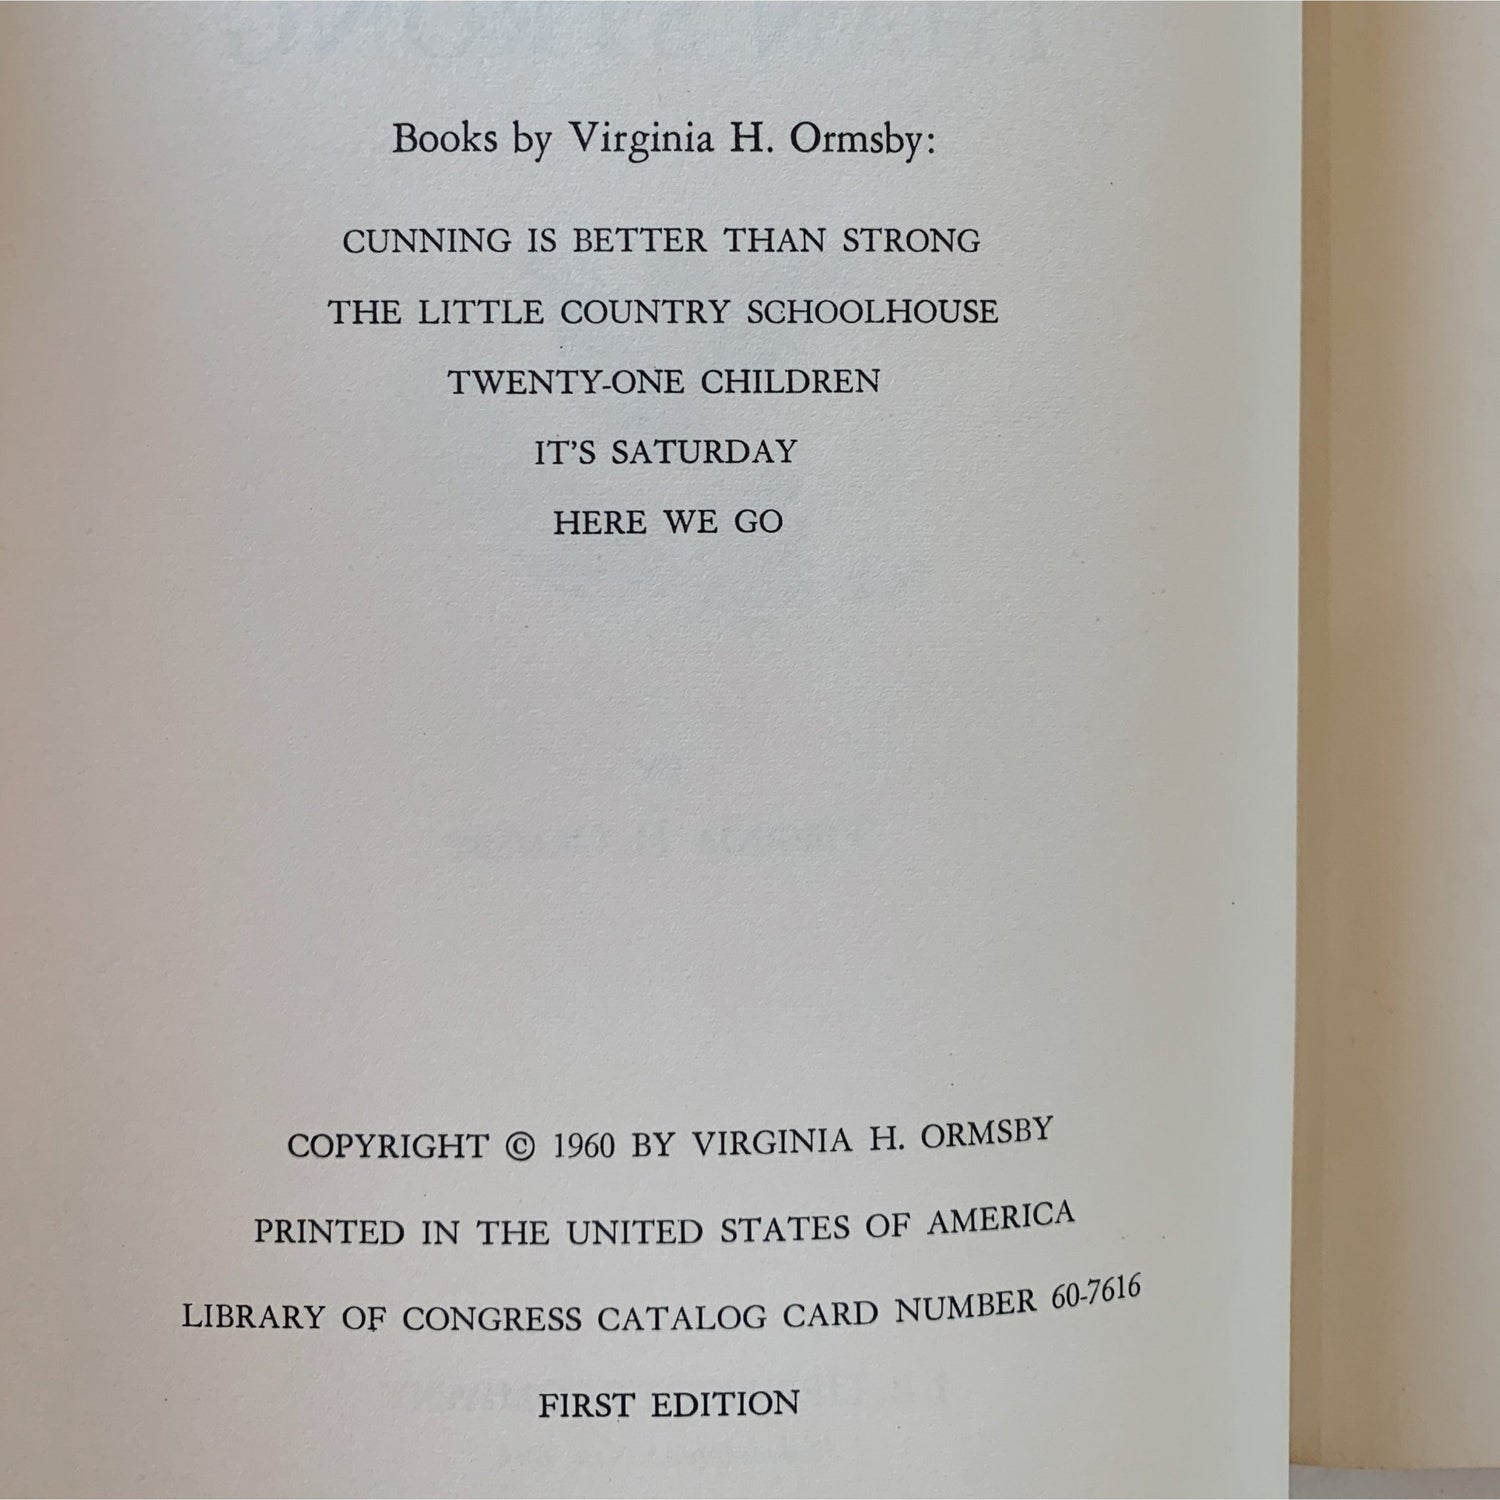 Books by Virginia H. Ormsby:
CUNNING IS BETTER THAN STRONG
THE LITTLE COUNTRY SCHOOLHOUSE
TWENTY-ONE CHILDREN
IT'S SATURDAY
HERE WE GO
COPYRIGHT © 1960 BY VIRGINIA H. ORMSBY
PRINTED IN THE UNITED STATES OF AMERICA
LIBRARY OF CONGRESS CATALOG CARD NUMBER 60-7616
FIRST EDITION